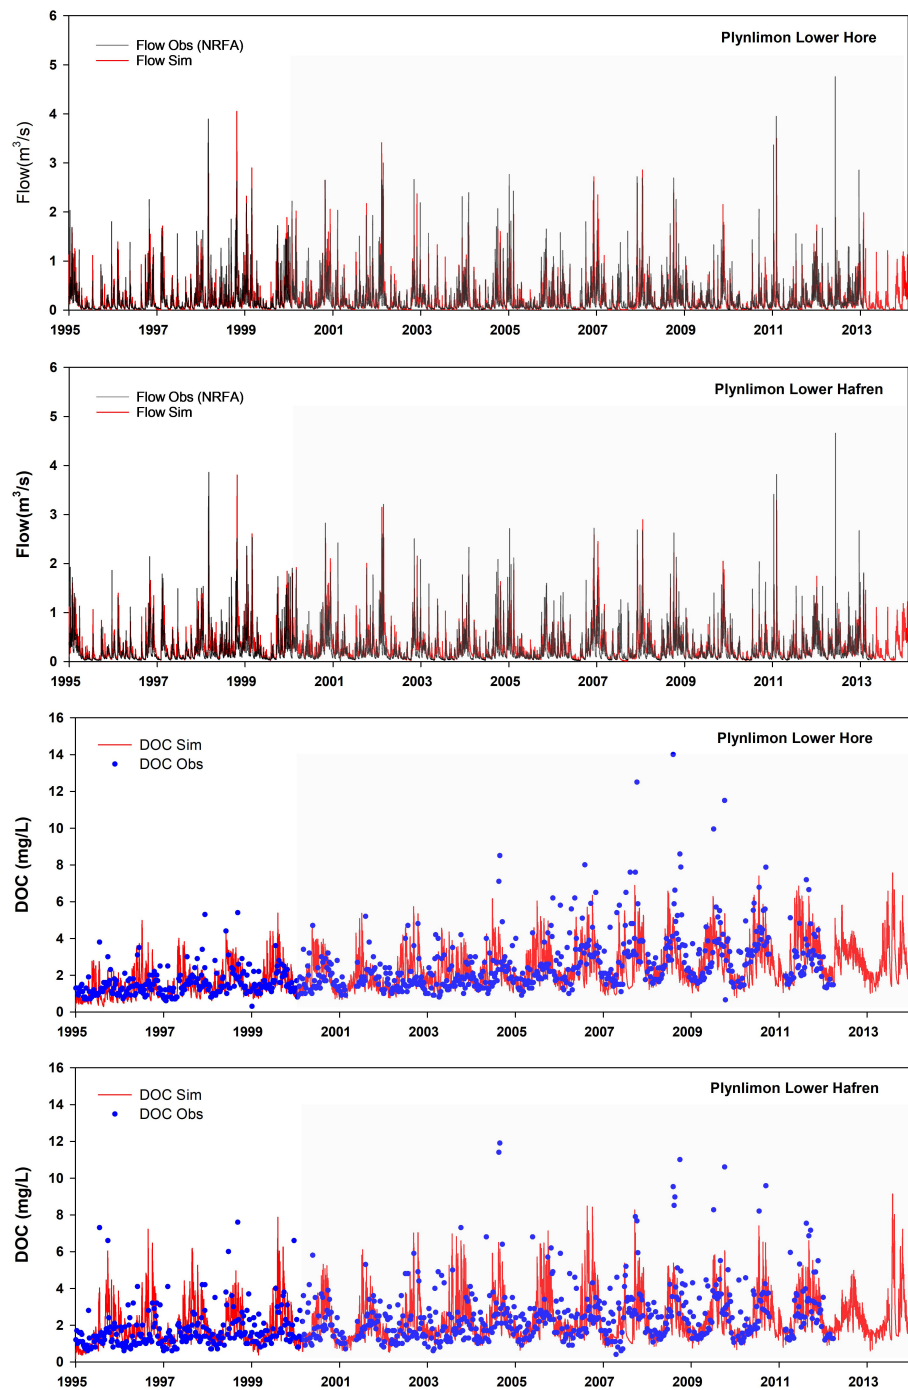 6
Plynlimon Lower Hore
Flow Obs (NRFA)
Flow Sim
5
4
Flow(m³/s)
3
2
1
0
1995 1997 1999 2001 2003 2005 2007 2009 2011 2013
6
Plynlimon Lower Hafren
Flow Obs (NRFA)
Flow Sim
5
4
Flow(m³/s)
3
2
1
0
1995 1997 1999 2001 2003 2005 2007 2009 2011 2013
16
Plynlimon Lower Hore
DOC Sim
DOC Obs
14
12
10
DOC (mg/L)
8
6
4
2
0
1995 1997 1999 2001 2003 2005 2007 2009 2011 2013
16
Plynlimon Lower Hafren
DOC Sim
DOC Obs
14
12
10
DOC (mg/L)
8
6
4
2
0
1995 1997 1999 2001 2003 2005 2007 2009 2011 2013